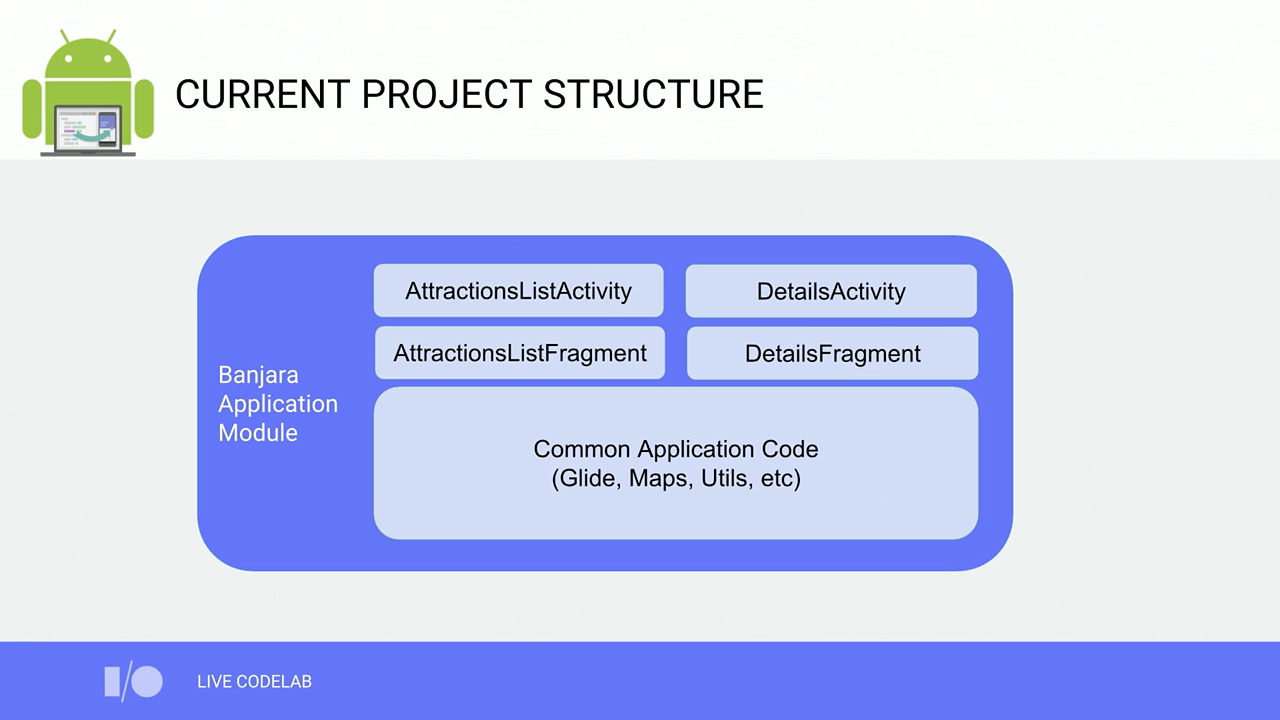 CURRENT PROJECT STRUCTURE
AttractionsListActivity
DetailsActivity
AttractionsListFragment
DetailsFragment
Banjara
Application
Module
Common Application Code
(Glide, Maps, Utils, etc)
I/O
LIVE CODELAB